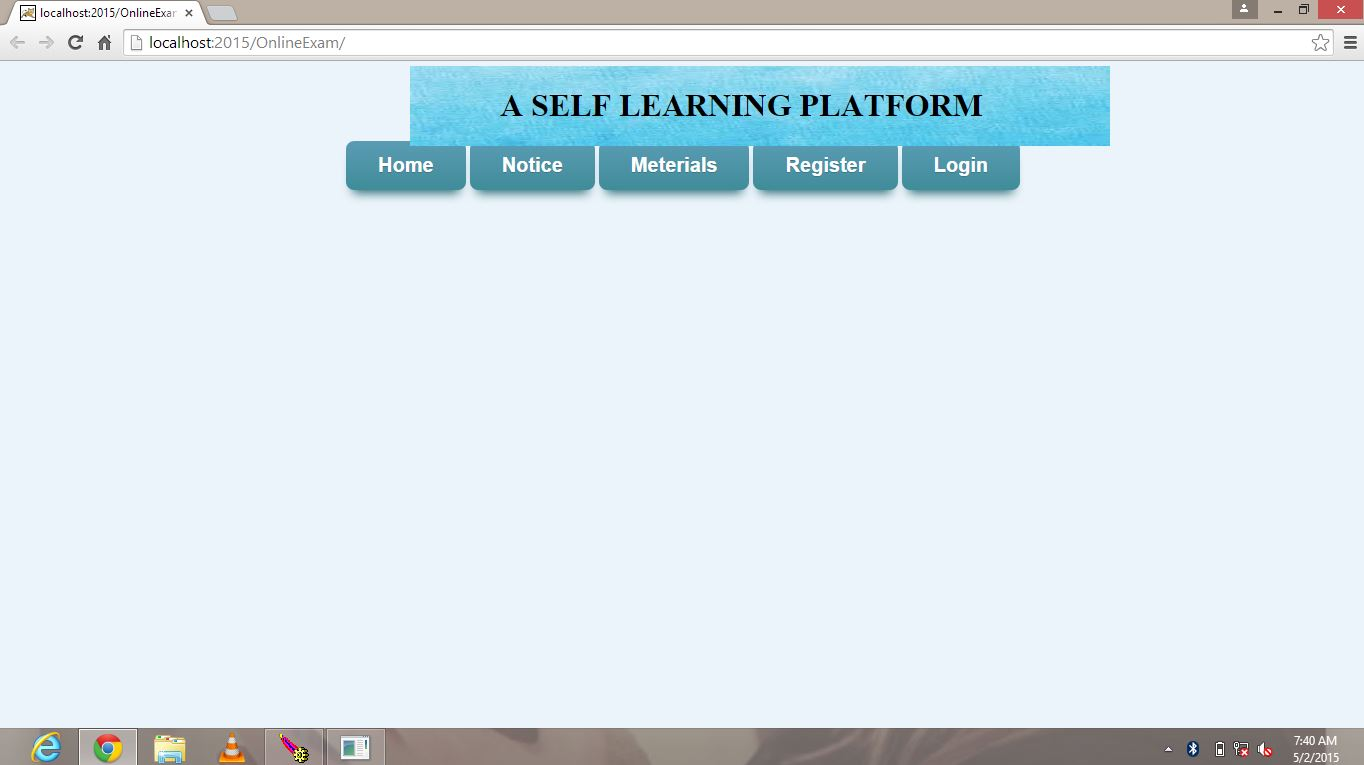 localhost:2015/OnlineExar
localhost:2015/OnlineExam/
A SELF LEARNING PLATFORM
Home Notice Meterials Register Login
7:40 AM
5/2/2015